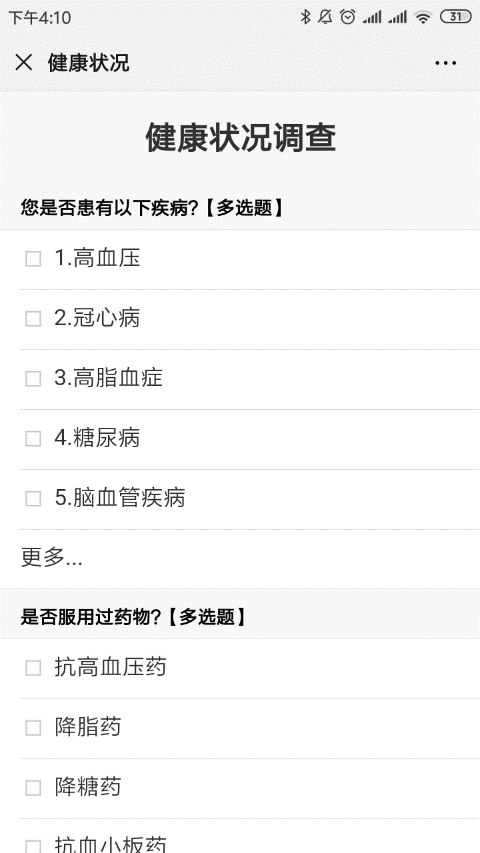 下午4:10
31
健康状况
健康状况调查
您是否患有以下疾病?【多选题】
1.高血压
2.冠心病
3.高脂血症
4.糖尿病
5.脑血管疾病
更多...
是否服用过药物?【多选题】
抗高血压药
降脂药
降糖药
抗血小板药